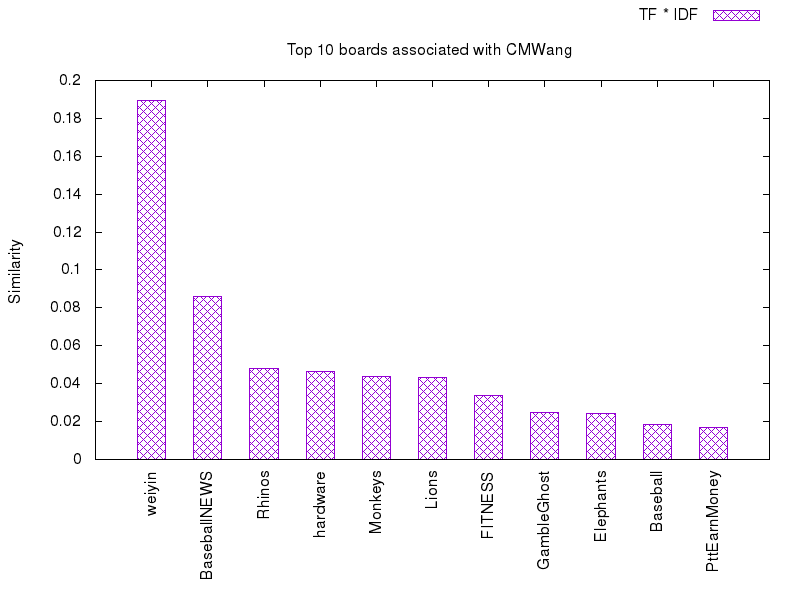 TF * IDF
Top 10 boards associated with CMWang
0.2
0.18
0.16
0.14
0.12
0.1
0.08
0.06
0.04
0.02
0
Similarity
weiyin
BaseballNEWS
Rhinos
hardware
Monkeys
Lions
FITNESS
GambleGhost
Elephants
Baseball
PttEarnMoney